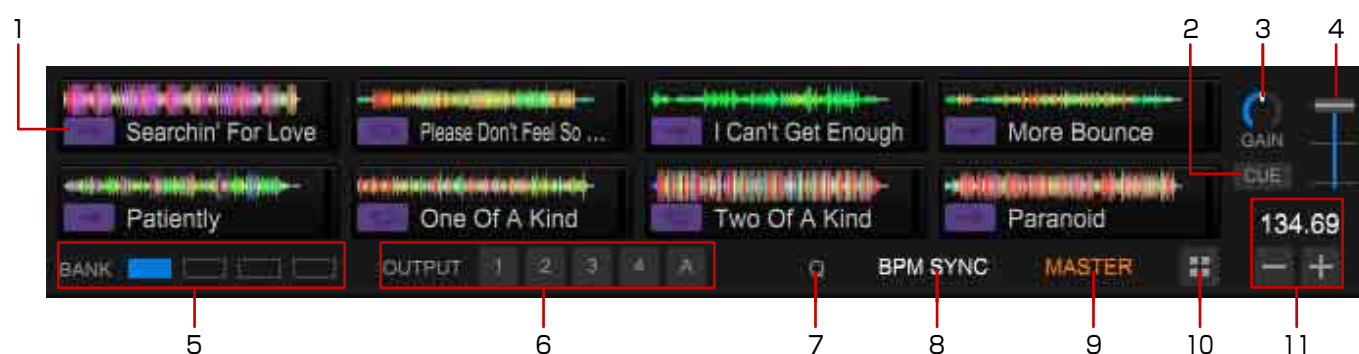 1 2 3 4
Searchin' For Love Please Don't Feel So ... I Can't Get Enough More Bounce GAIN
CUE
Patiently One Of A Kind Two Of A Kind Paranoid 134.69
BANK OUTPUT 1 2 3 4 A Q BPM SYNC MASTER − +
5 6 7 8 9 10 11